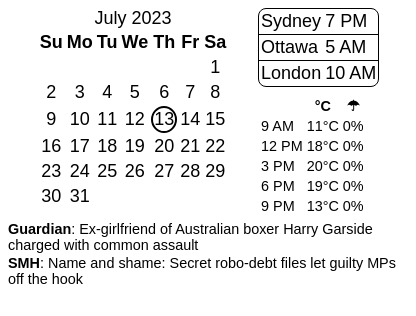 July 2023
Su Mo Tu We Th Fr Sa
1
2 3 4 5 6 7 8
9 10 11 12 13 14 15
16 17 18 19 20 21 22
23 24 25 26 27 28 29
30 31
Sydney 7 PM
Ottawa 5 AM
London 10 AM
°C ☂
9 AM 11°C 0%
12 PM 18°C 0%
3 PM 20°C 0%
6 PM 19°C 0%
9 PM 13°C 0%
Guardian: Ex-girlfriend of Australian boxer Harry Garside
charged with common assault
SMH: Name and shame: Secret robo-debt files let guilty MPs
off the hook